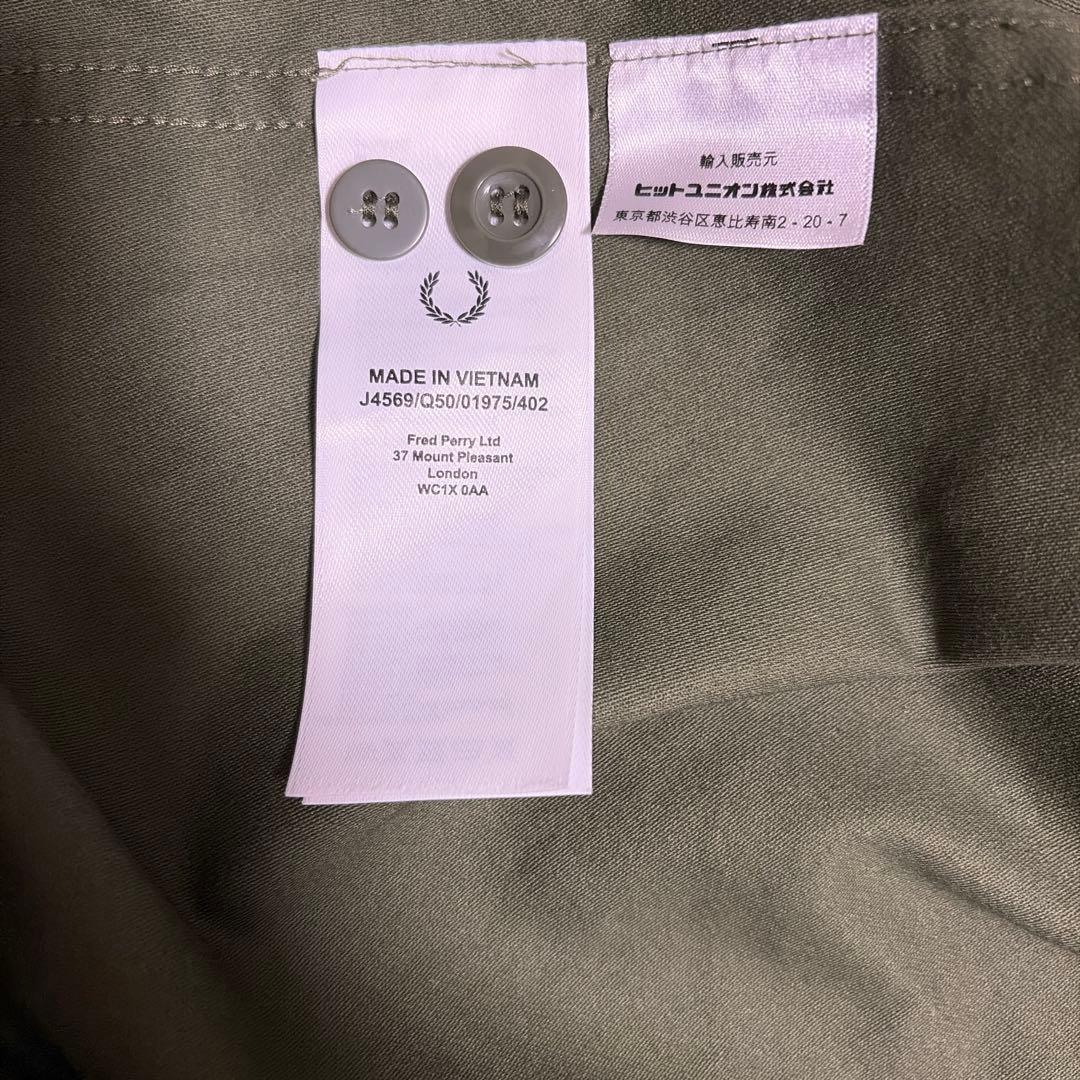 MADE IN VIETNAM
J4569/Q50/01975/402
Fred Perry Ltd
37 Mount Pleasant
London
WC1X 0AA
輸入販売元
ヒットユニオン株式会社
東京都渋谷区恵比寿南2-20-7